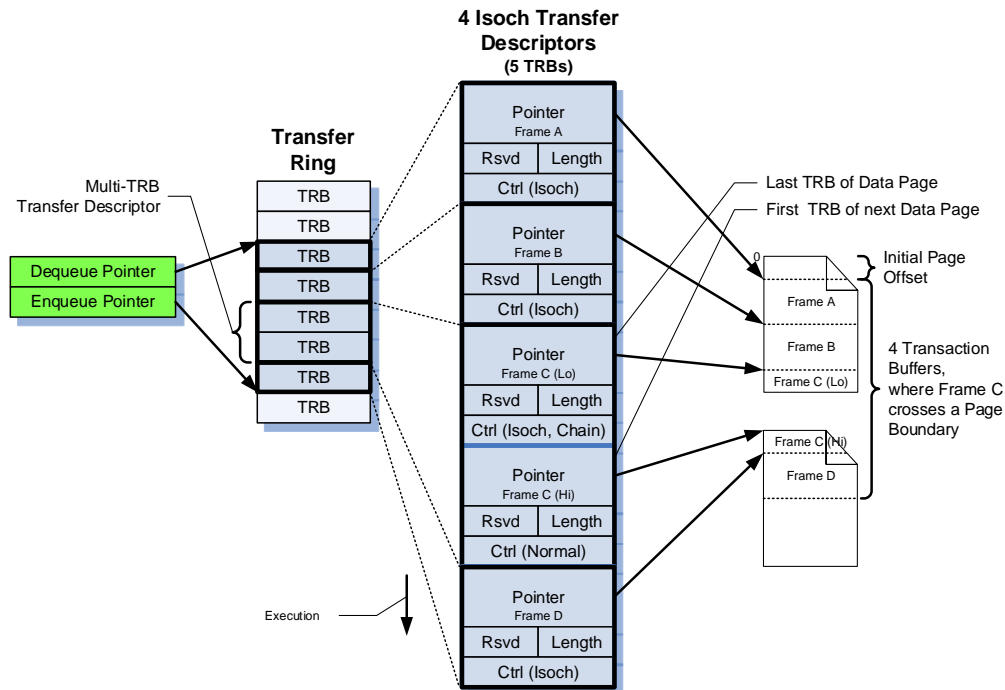 4 Isoch Transfer
Descriptors
(5 TRBs)
Transfer
Ring
Multi-TRB
Transfer Descriptor
Dequeue Pointer
Enqueue Pointer
TRB
TRB
TRB
TRB
TRB
TRB
TRB
TRB
Execution
Pointer
Frame A
Rsvd Length
Ctrl (Isoch)
Pointer
Frame B
Rsvd Length
Ctrl (Isoch)
Pointer
Frame C (Lo)
Rsvd Length
Ctrl (Isoch, Chain)
Pointer
Frame C (Hi)
Rsvd Length
Ctrl (Normal)
Pointer
Frame D
Rsvd Length
Ctrl (Isoch)
Last TRB of Data Page
First TRB of next Data Page
0
Initial Page
Offset
Frame A
Frame B
Frame C (Lo)
Frame C (Hi)
Frame D
4 Transaction
Buffers,
where Frame C
crosses a Page
Boundary